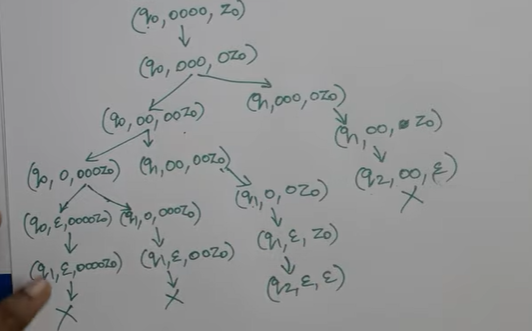 (q0, 0000, Z0)
(q0, 000, 0Z0)
(q0, 00, 00Z0) (q1, 000, 0Z0)
(q1, 00, Z0)
(q0, 0, 000Z0) (q1, 00, 00Z0) (q2, 00, ε)
X
(q1, 0, 0Z0)
(q0, ε, 0000Z0) (q1, 0, 000Z0)
(q1, ε, Z0)
(q1, ε, 0000Z0) (q1, ε, 00Z0)
(q2, ε, ε)
X X